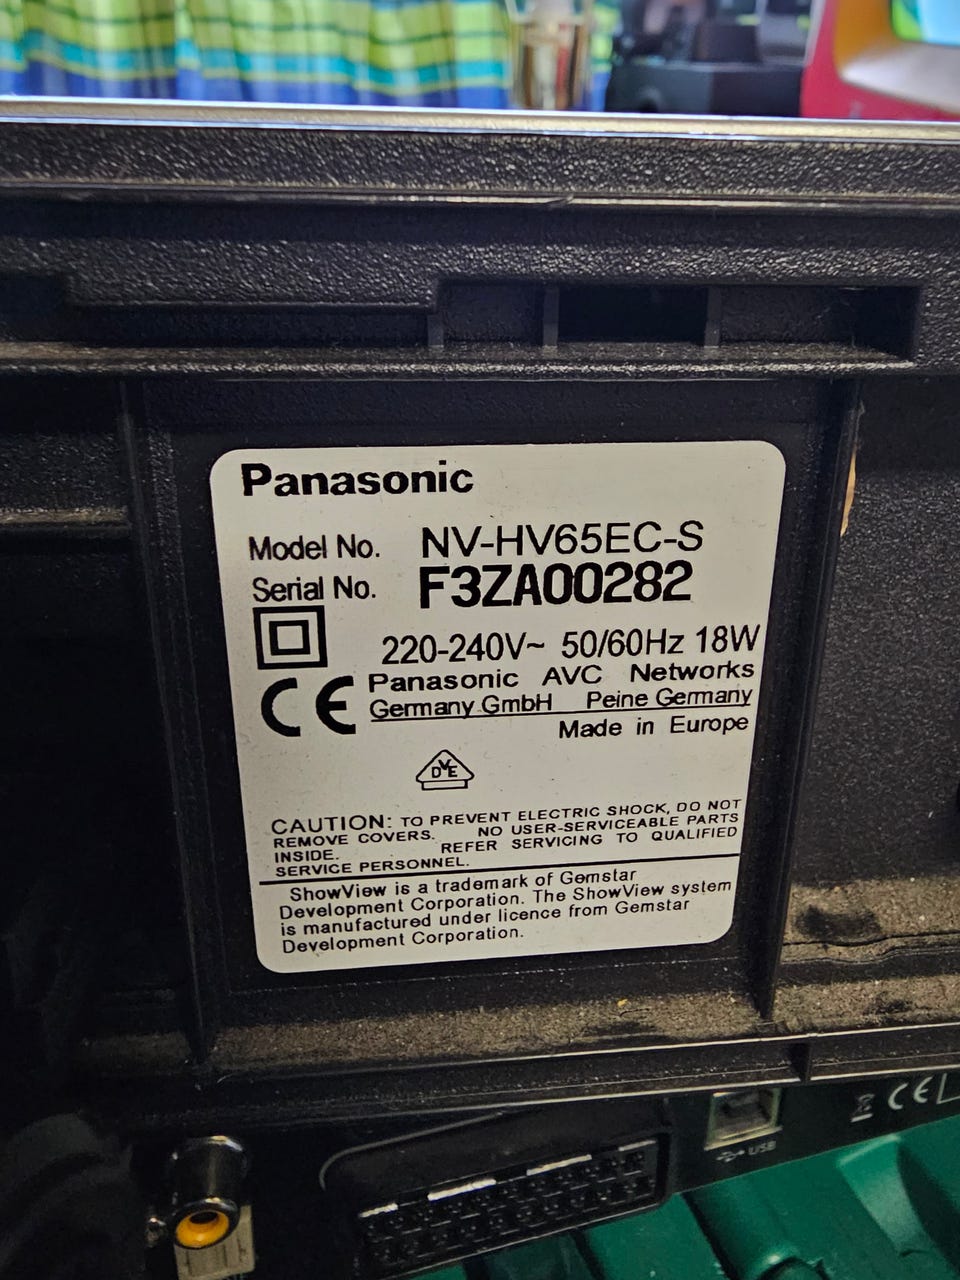 Panasonic
Model No. NV-HV65EC-S
Serial No. F3ZA00282
220-240V~ 50/60Hz 18W
CE Panasonic AVC Networks
Germany GmbH Peine Germany
Made in Europe
DVE
CAUTION: TO PREVENT ELECTRIC SHOCK, DO NOT
REMOVE COVERS. NO USER-SERVICEABLE PARTS
INSIDE. REFER SERVICING TO QUALIFIED
SERVICE PERSONNEL.
ShowView is a trademark of Gemstar
Development Corporation. The ShowView system
is manufactured under licence from Gemstar
Development Corporation.
CE
USB